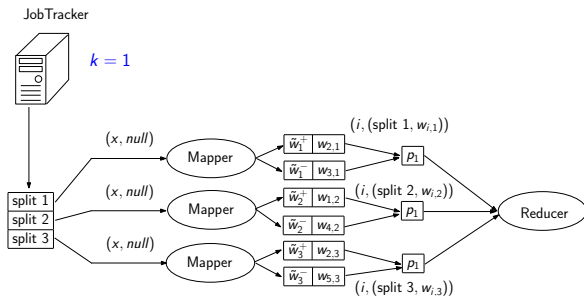 JobTracker
k = 1
(x, null)
Mapper
w̃₁⁺ w₂,₁
w̃₁⁻ w₃,₁
(i, (split 1, wᵢ,₁))
p₁
split 1
split 2
split 3
(x, null)
Mapper
w̃₂⁺ w₁,₂
w̃₂⁻ w₄,₂
(i, (split 2, wᵢ,₂))
p₁
Reducer
(x, null)
Mapper
w̃₃⁺ w₂,₃
w̃₃⁻ w₅,₃
p₁
(i, (split 3, wᵢ,₃))